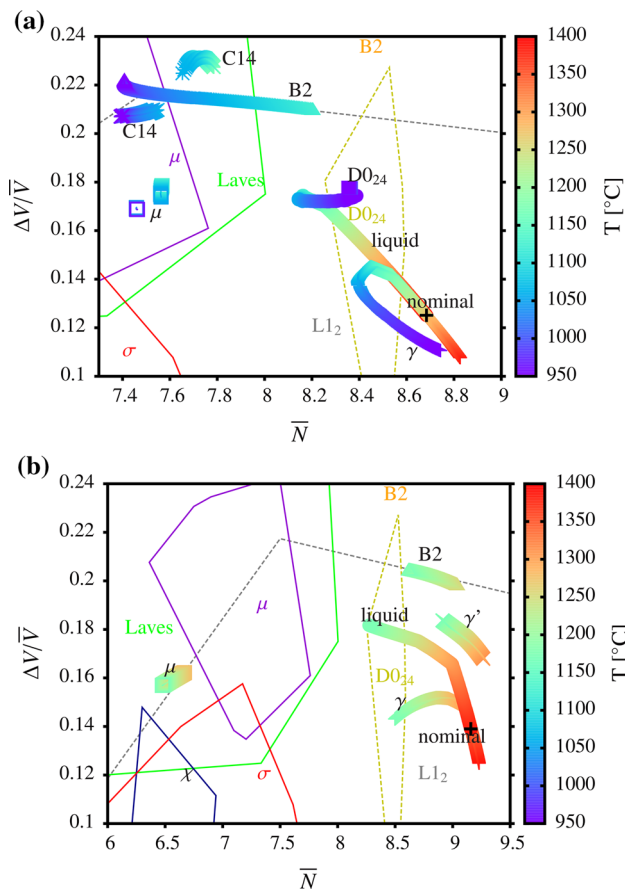 (a)
0.24
0.22
0.2
0.18
0.16
0.14
0.12
0.1
ΔV/V̅
7.4
7.6
7.8
8
8.2
8.4
8.6
8.8
9
N̅
C14
B2
B2
C14
μ
Laves
μ
D0₂₄
D0₂₄
liquid
nominal
L1₂
γ
σ
1400
1350
1300
1250
1200
1150
1100
1050
1000
950
T [°C]
(b)
0.24
0.22
0.2
0.18
0.16
0.14
0.12
0.1
ΔV/V̅
6
6.5
7
7.5
8
8.5
9
9.5
N̅
B2
B2
μ
Laves
liquid
γ'
μ
D0₂₄
γ
nominal
χ
σ
L1₂
1400
1350
1300
1250
1200
1150
1100
1050
1000
950
T [°C]